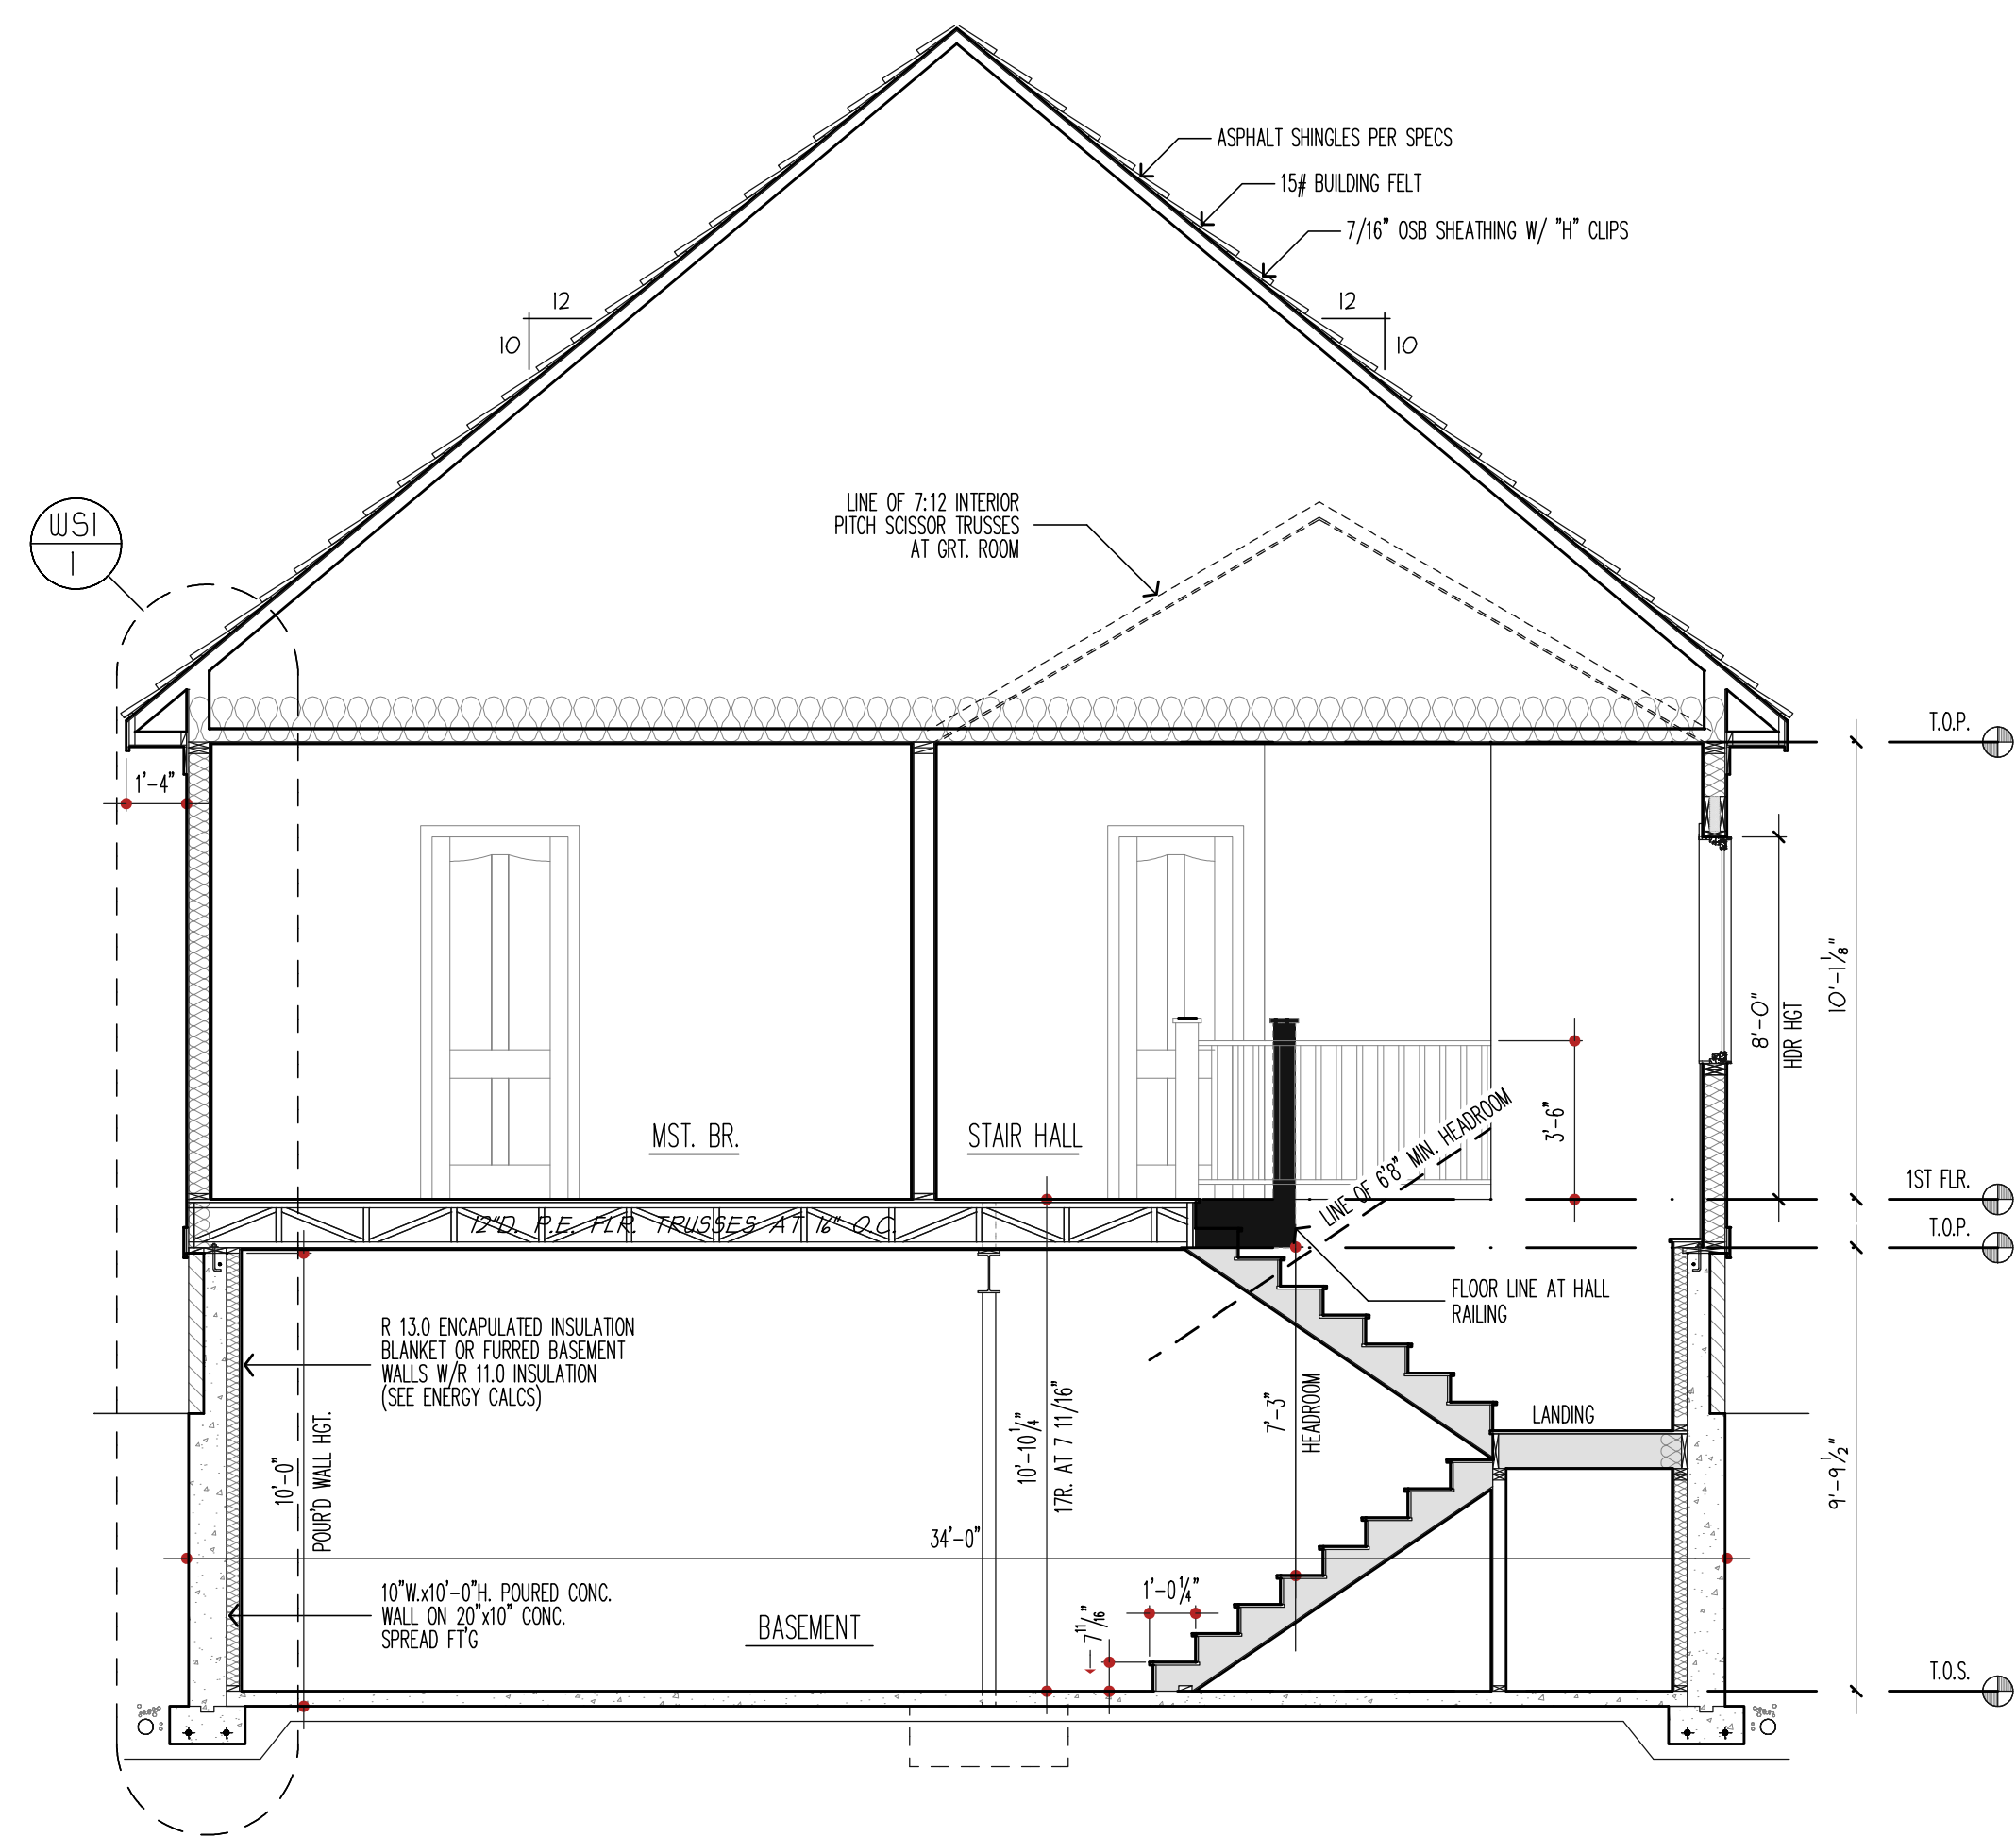 ASPHALT SHINGLES PER SPECS
15# BUILDING FELT
7/16" OSB SHEATHING W/ "H" CLIPS
12
10
12
10
LINE OF 7:12 INTERIOR
PITCH SCISSOR TRUSSES
AT GRT. ROOM
WS1
1
T.O.P.
1'-4"
10'-1 1/8"
8'-0"
HDR HGT
3'-6"
MST. BR.
STAIR HALL
LINE OF 6'8" MIN. HEADROOM
1ST FLR.
T.O.P.
12"D. P.E. FLR. TRUSSES AT 16" O.C.
FLOOR LINE AT HALL
RAILING
R 13.0 ENCAPULATED INSULATION
BLANKET OR FURRED BASEMENT
WALLS W/R 11.0 INSULATION
(SEE ENERGY CALCS)
10'-0"
POUR'D WALL HGT.
10'-10 1/4"
17R. AT 7 11/16"
7'-3"
HEADROOM
LANDING
9'-9 1/2"
34'-0"
10"W.x10'-0"H. POURED CONC.
WALL ON 20"x10" CONC.
SPREAD FT'G
BASEMENT
1'-0 1/4"
7 11/16"
T.O.S.